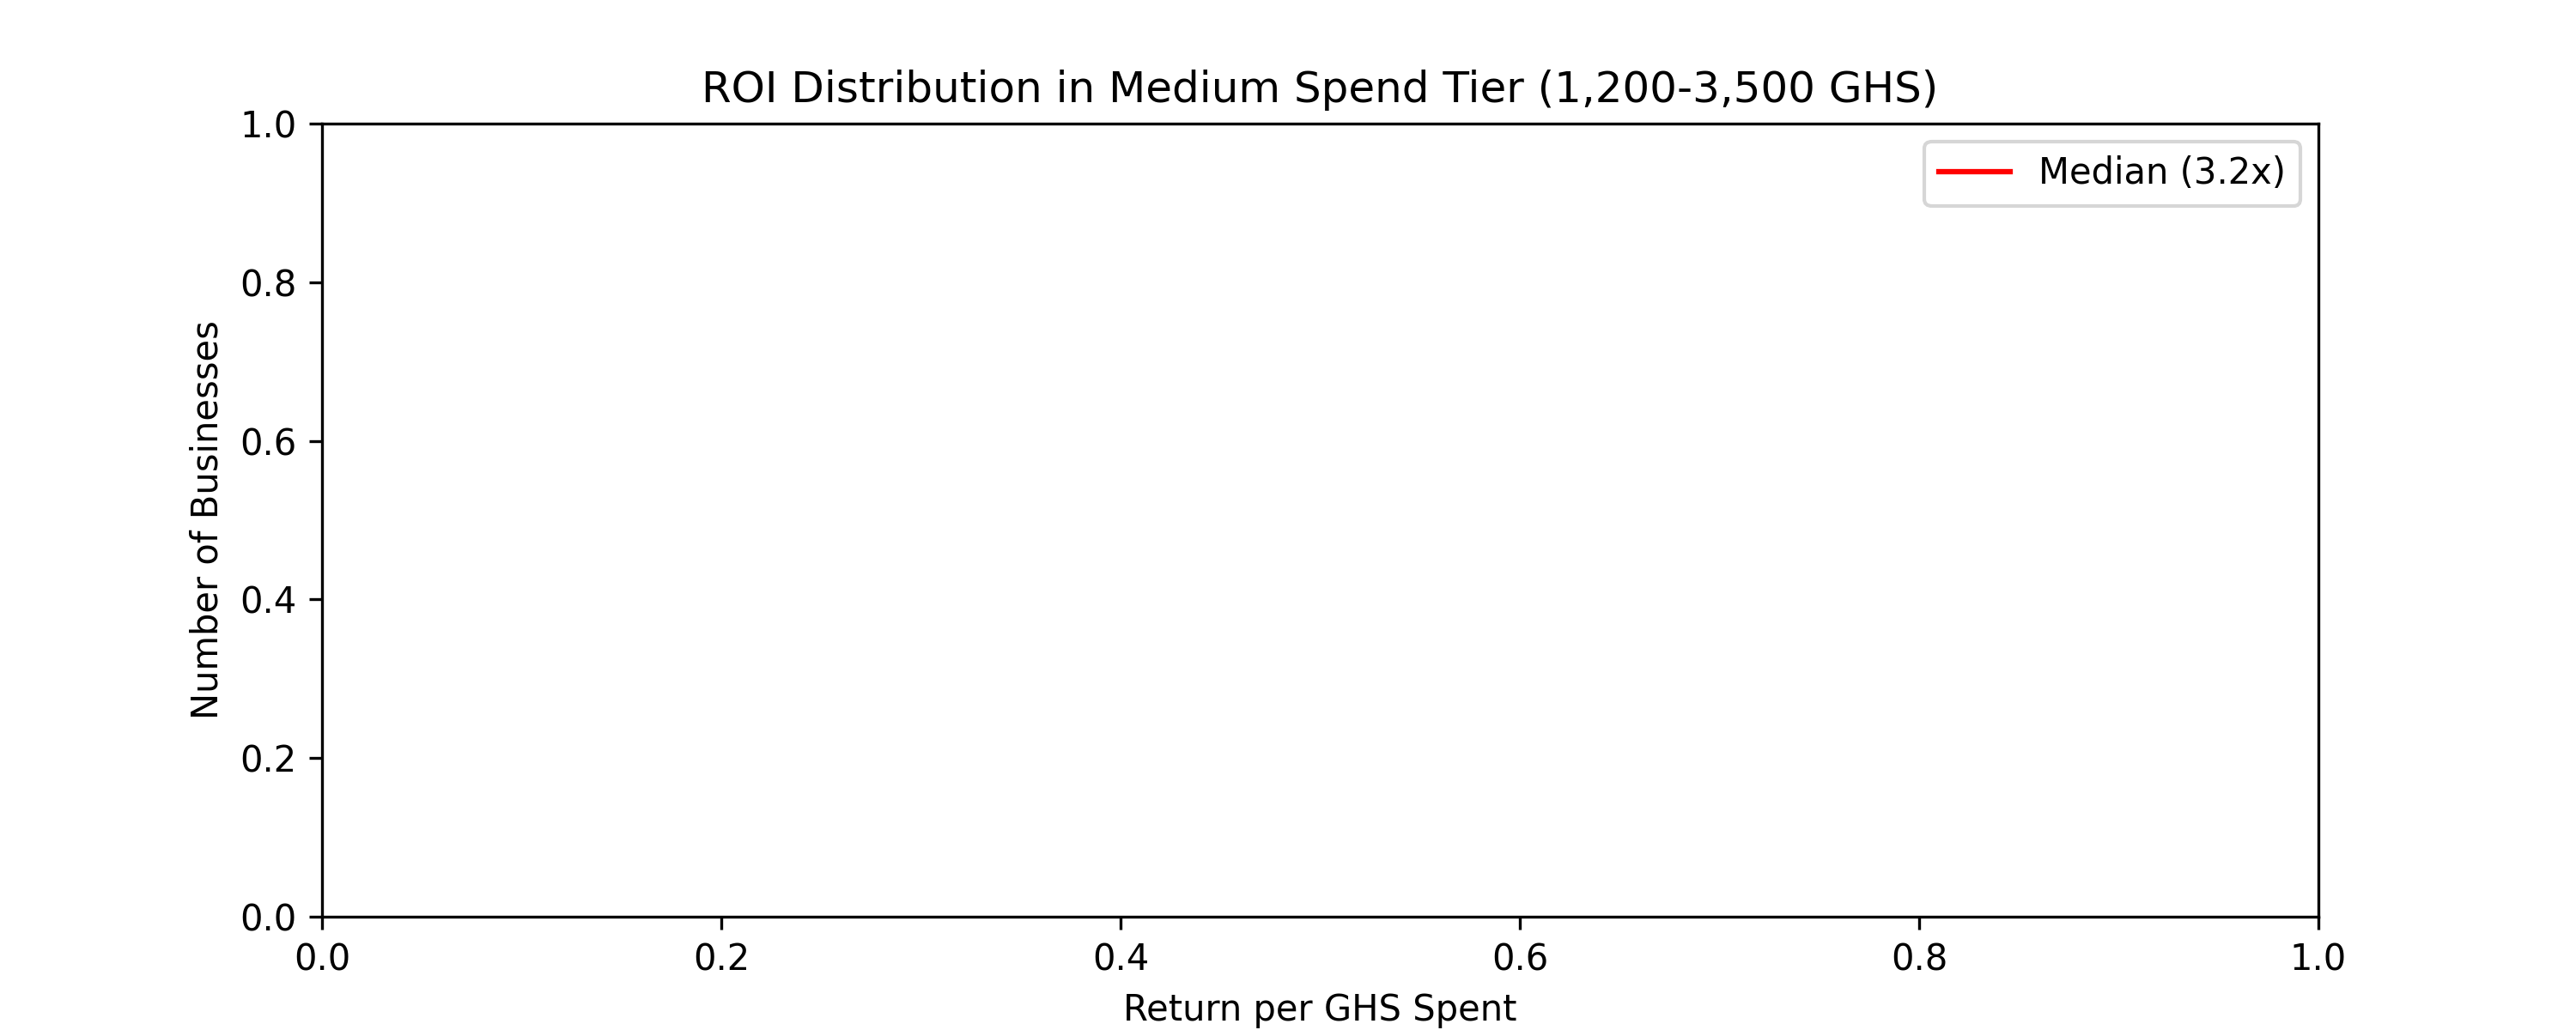 ROI Distribution in Medium Spend Tier (1,200-3,500 GHS)
Median (3.2x)
Number of Businesses
1.0
0.8
0.6
0.4
0.2
0.0
0.0 0.2 0.4 0.6 0.8 1.0
Return per GHS Spent